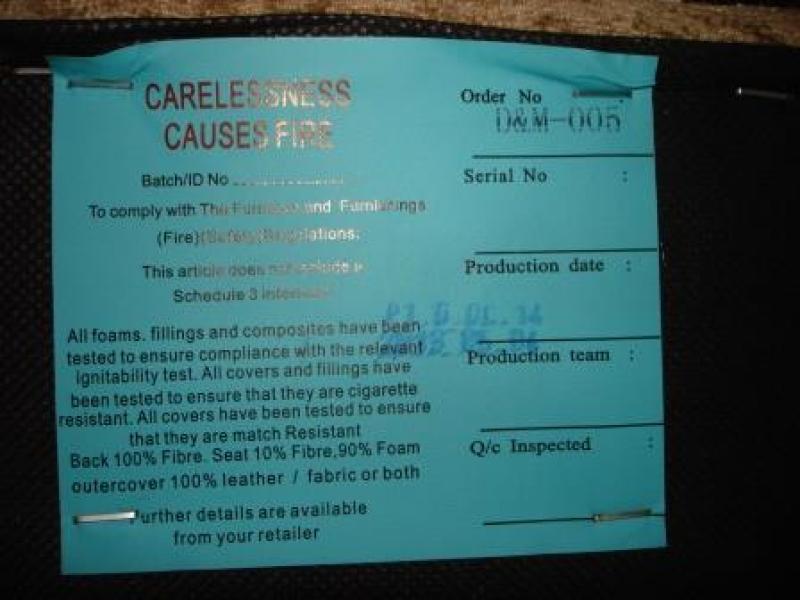 CARELESSNESS
CAUSES FIRE
Batch/ID No
To comply with The Furniture and Furnishings
(Fire)(Safety)Regulations:
This article does not include a
Schedule 3 interliner
All foams. fillings and composites have been
tested to ensure compliance with the relevant
ignitability test. All covers and fillings have
been tested to ensure that they are cigarette
resistant. All covers have been tested to ensure
that they are match Resistant
Back 100% Fibre. Seat 10% Fibre,90% Foam
outercover 100% leather / fabric or both
Further details are available
from your retailer
Order No :
D&M-005
Serial No :
Production date :
Production team :
Q/c Inspected :